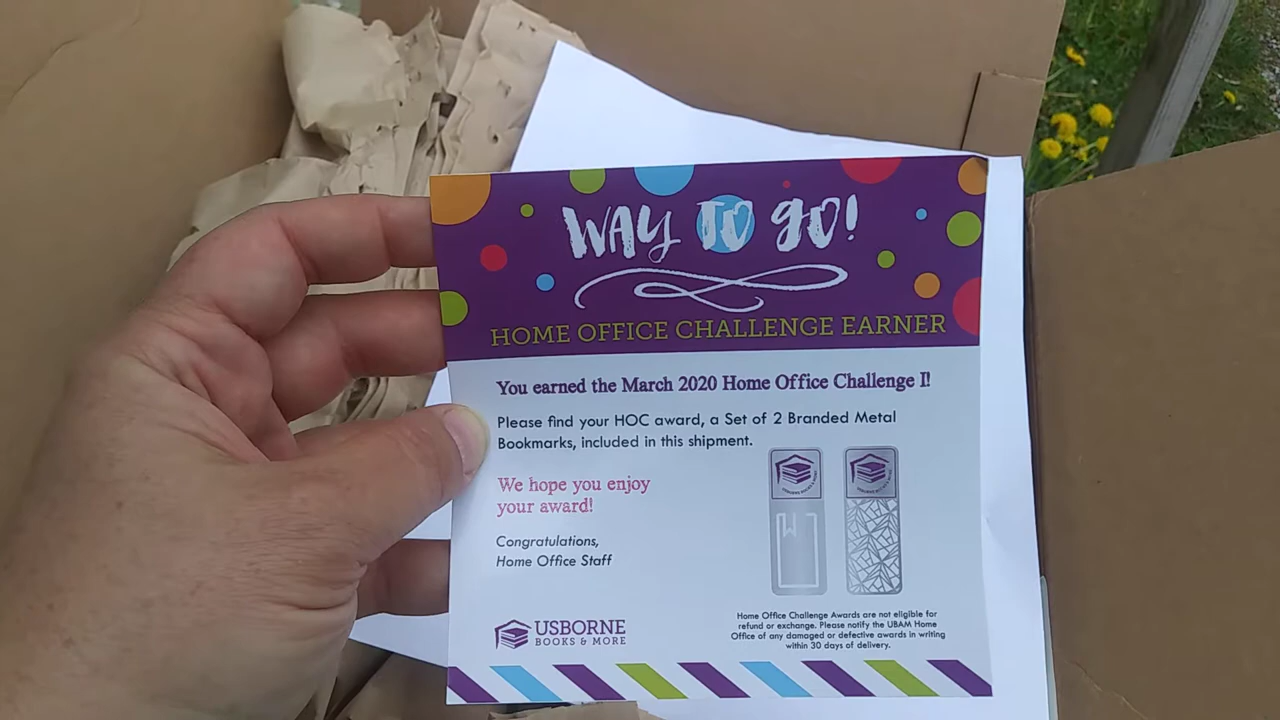 WAY TO GO!
HOME OFFICE CHALLENGE EARNER
You earned the March 2020 Home Office Challenge I!
Please find your HOC award, a Set of 2 Branded Metal
Bookmarks, included in this shipment.
We hope you enjoy
your award!
Congratulations,
Home Office Staff
USBORNE
BOOKS & MORE
Home Office Challenge Awards are not eligible for
refund or exchange. Please notify the UBAM Home
Office of any damaged or defective awards in writing
within 30 days of delivery.